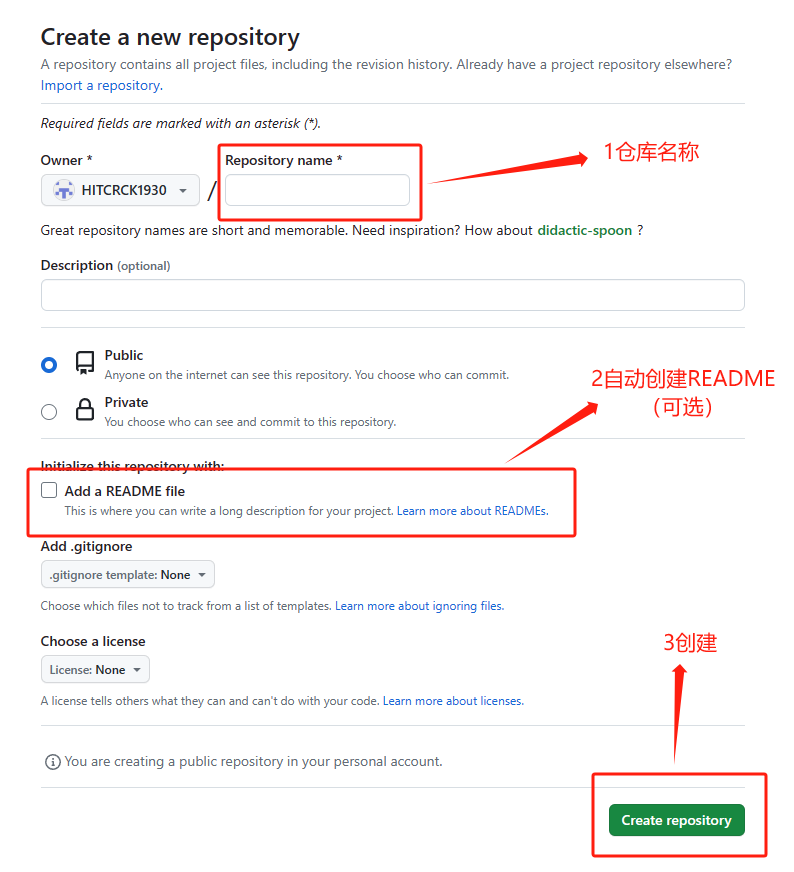 Create a new repository
A repository contains all project files, including the revision history. Already have a project repository elsewhere?
Import a repository.
Required fields are marked with an asterisk (*).
Owner *
Repository name *
1仓库名称
HITCRCK1930
/
Great repository names are short and memorable. Need inspiration? How about didactic-spoon ?
Description (optional)
Public
Anyone on the internet can see this repository. You choose who can commit.
2自动创建README
（可选）
Private
You choose who can see and commit to this repository.
Initialize this repository with:
Add a README file
This is where you can write a long description for your project. Learn more about READMEs.
Add .gitignore
.gitignore template: None
Choose which files not to track from a list of templates. Learn more about ignoring files.
Choose a license
3创建
License: None
A license tells others what they can and can't do with your code. Learn more about licenses.
You are creating a public repository in your personal account.
Create repository